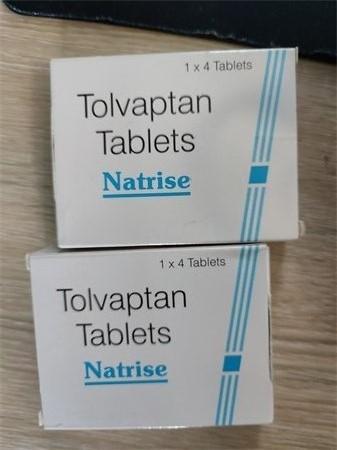 1 x 4 Tablets
Tolvaptan
Tablets
Natrise
1 x 4 Tablets
Tolvaptan
Tablets
Natrise